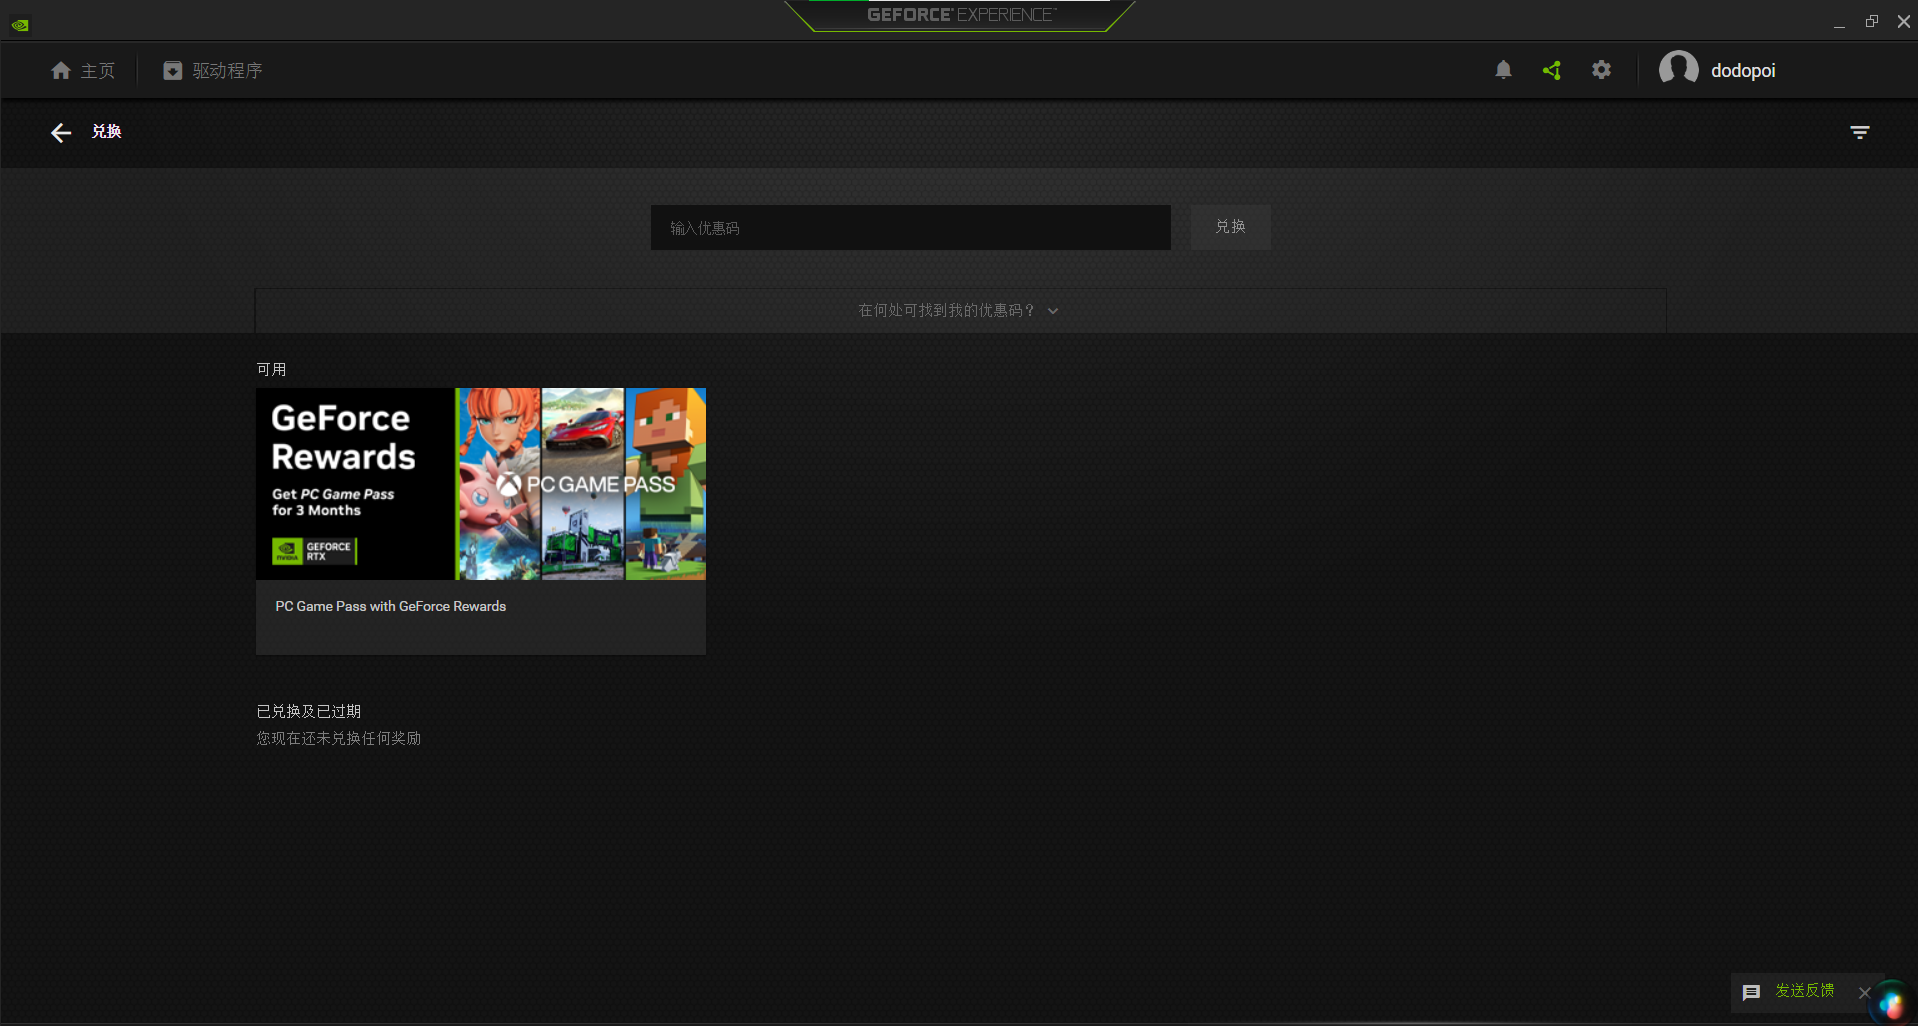 GEFORCE EXPERIENCE
主页
驱动程序
dodopoi
兑换
输入优惠码
兑换
在何处可找到我的优惠码？
可用
GeForce
Rewards
Get PC Game Pass
for 3 Months
NVIDIA
GEFORCE
RTX
PC GAME PASS
PC Game Pass with GeForce Rewards
已兑换及已过期
您现在还未兑换任何奖励
发送反馈